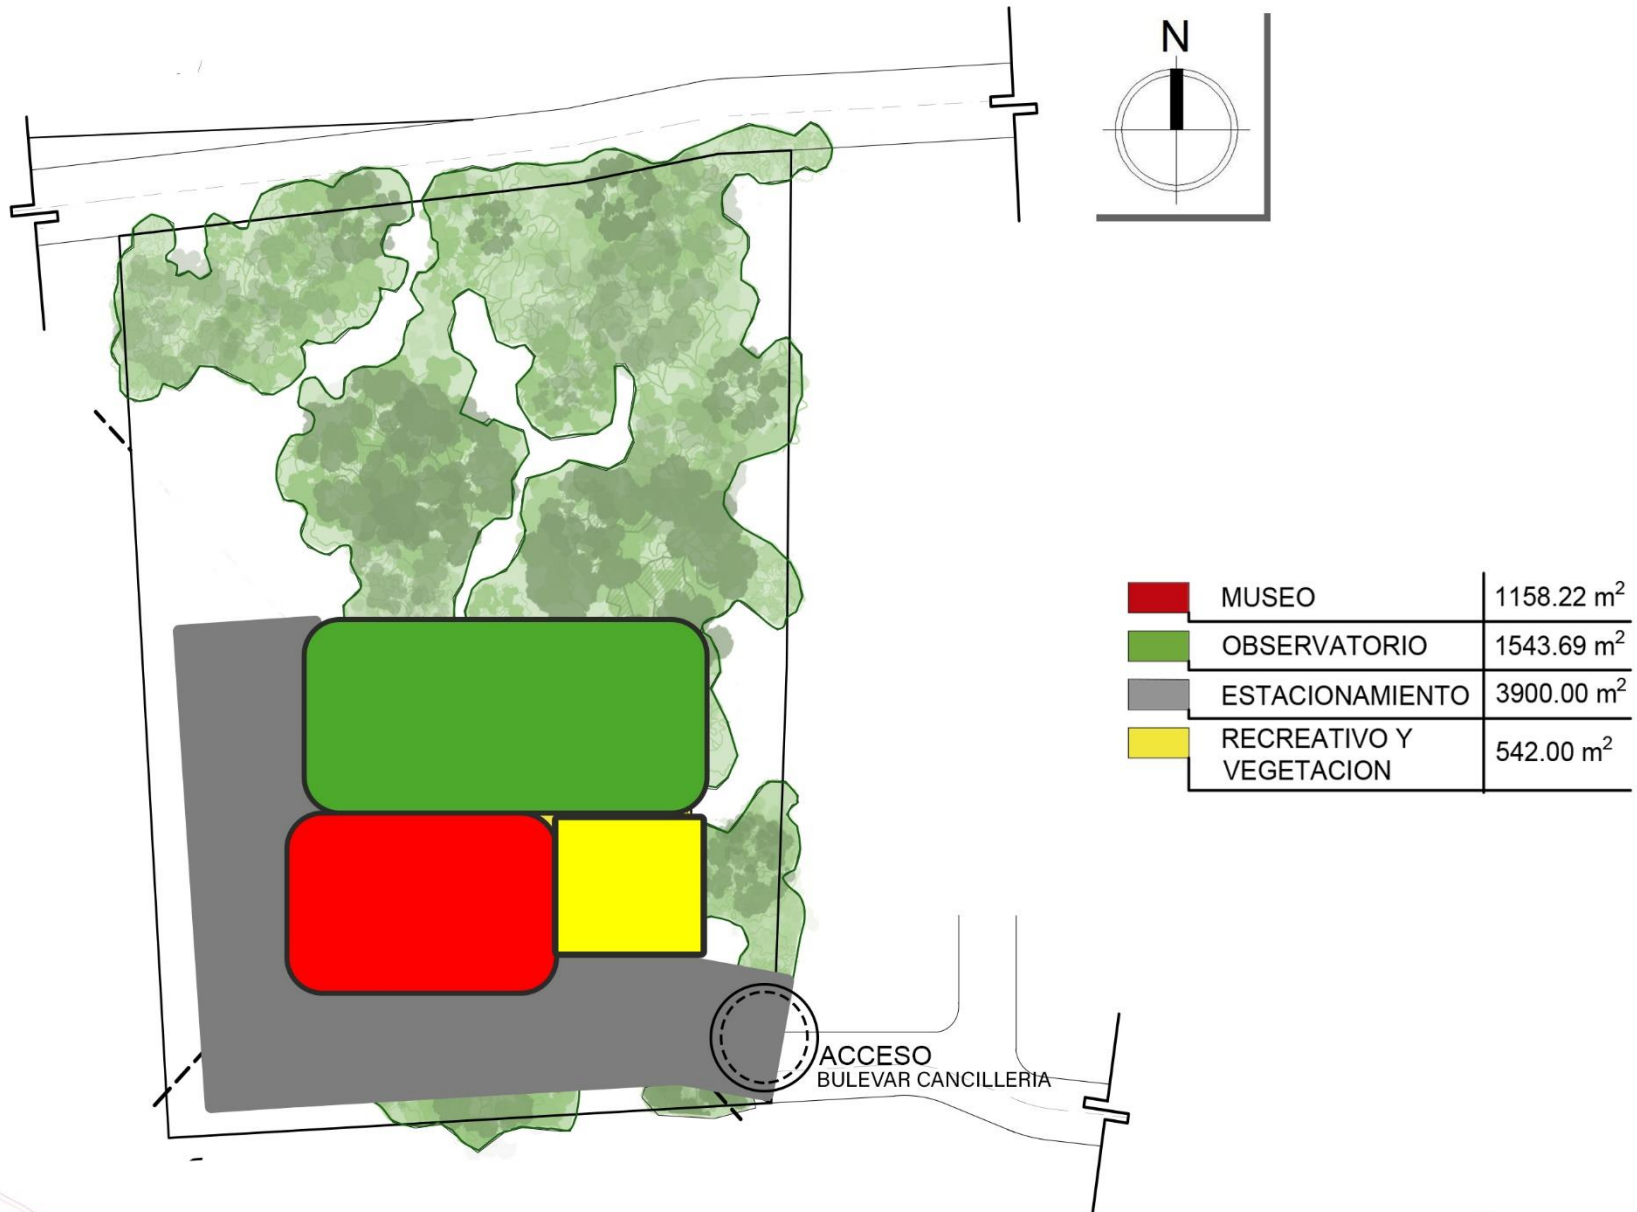 N
MUSEO 1158.22 m²
OBSERVATORIO 1543.69 m²
ESTACIONAMIENTO 3900.00 m²
RECREATIVO Y
VEGETACION 542.00 m²
ACCESO
BULEVAR CANCILLERIA